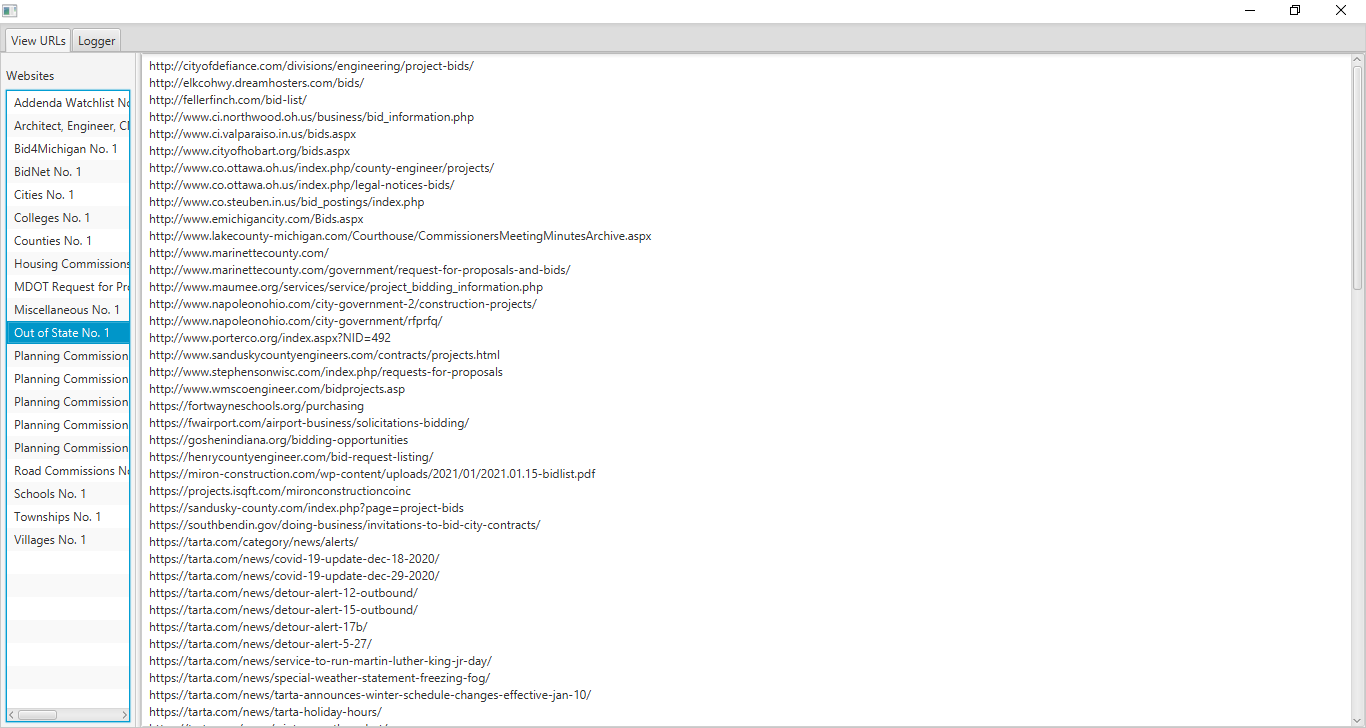 View URLs
Logger
Websites
Addenda Watchlist
Architect, Engineer,
Bid4Michigan No. 1
BidNet No. 1
Cities No. 1
Colleges No. 1
Counties No. 1
Housing Commissions
MDOT Request for
Miscellaneous No. 1
Out of State No. 1
Planning Commission
Planning Commission
Planning Commission
Planning Commission
Planning Commission
Road Commissions
Schools No. 1
Townships No. 1
Villages No. 1
http://cityofdefiance.com/divisions/engineering/project-bids/
http://elkcohwy.dreamhosters.com/bids/
http://fellerfinch.com/bid-list/
http://www.ci.northwood.oh.us/business/bid_information.php
http://www.ci.valparaiso.in.us/bids.aspx
http://www.cityofhobart.org/bids.aspx
http://www.co.ottawa.oh.us/index.php/county-engineer/projects/
http://www.co.ottawa.oh.us/index.php/legal-notices-bids/
http://www.co.steuben.in.us/bid_postings/index.php
http://www.emichigancity.com/Bids.aspx
http://www.lakecounty-michigan.com/Courthouse/CommissionersMeetingMinutesArchive.aspx
http://www.marinettecounty.com/
http://www.marinettecounty.com/government/request-for-proposals-and-bids/
http://www.maumee.org/services/service/project_bidding_information.php
http://www.napoleonohio.com/city-government-2/construction-projects/
http://www.napoleonohio.com/city-government/rfprfq/
http://www.porterco.org/index.aspx?NID=492
http://www.sanduskycountyengineers.com/contracts/projects.html
http://www.stephensonwisc.com/index.php/requests-for-proposals
http://www.wmscoengineer.com/bidprojects.asp
https://fortwayneschools.org/purchasing
https://fwairport.com/airport-business/solicitations-bidding/
https://goshenindiana.org/bidding-opportunities
https://henrycountyengineer.com/bid-request-listing/
https://miron-construction.com/wp-content/uploads/2021/01/2021.01.15-bidlist.pdf
https://projects.isqft.com/mironconstructioncoinc
https://sandusky-county.com/index.php?page=project-bids
https://southbendin.gov/doing-business/invitations-to-bid-city-contracts/
https://tarta.com/category/news/alerts/
https://tarta.com/news/covid-19-update-dec-18-2020/
https://tarta.com/news/covid-19-update-dec-29-2020/
https://tarta.com/news/detour-alert-12-outbound/
https://tarta.com/news/detour-alert-15-outbound/
https://tarta.com/news/detour-alert-17b/
https://tarta.com/news/detour-alert-5-27/
https://tarta.com/news/service-to-run-martin-luther-king-jr-day/
https://tarta.com/news/special-weather-statement-freezing-fog/
https://tarta.com/news/tarta-announces-winter-schedule-changes-effective-jan-10/
https://tarta.com/news/tarta-holiday-hours/